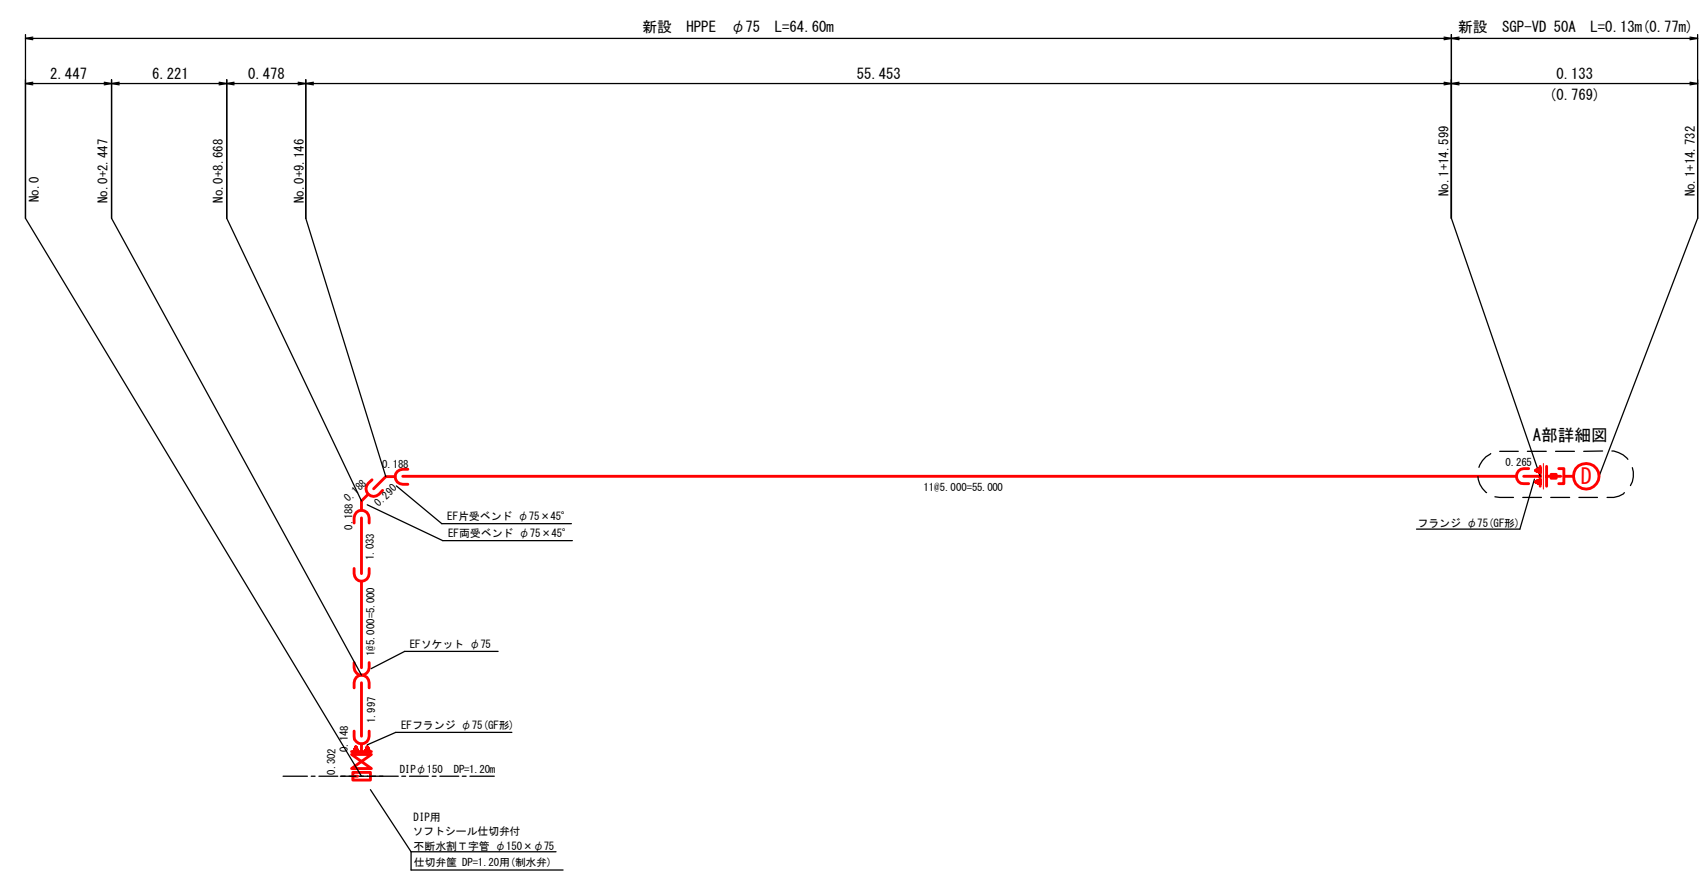 新設 HPPE φ75 L=64.60m
新設 SGP-VD 50A L=0.13m(0.77m)
2.447
6.221
0.478
55.453
0.133
(0.769)
No.0
No.0+2.447
No.0+8.668
No.0+9.146
No.1+14.599
No.1+14.732
A部詳細図
0.188
0.265
D
0.188
0.290
11@5.000=55.000
0.188
EF片受ベンド φ75×45°
フランジ φ75(GF形)
EF両受ベンド φ75×45°
1.033
1@5.000=5.000
EFソケット φ75
1.997
EFフランジ φ75(GF形)
0.148
0.302
DIPφ150 DP=1.20m
DIP用
ソフトシール仕切弁付
不断水割T字管 φ150×φ75
仕切弁筐 DP=1.20用(制水弁)